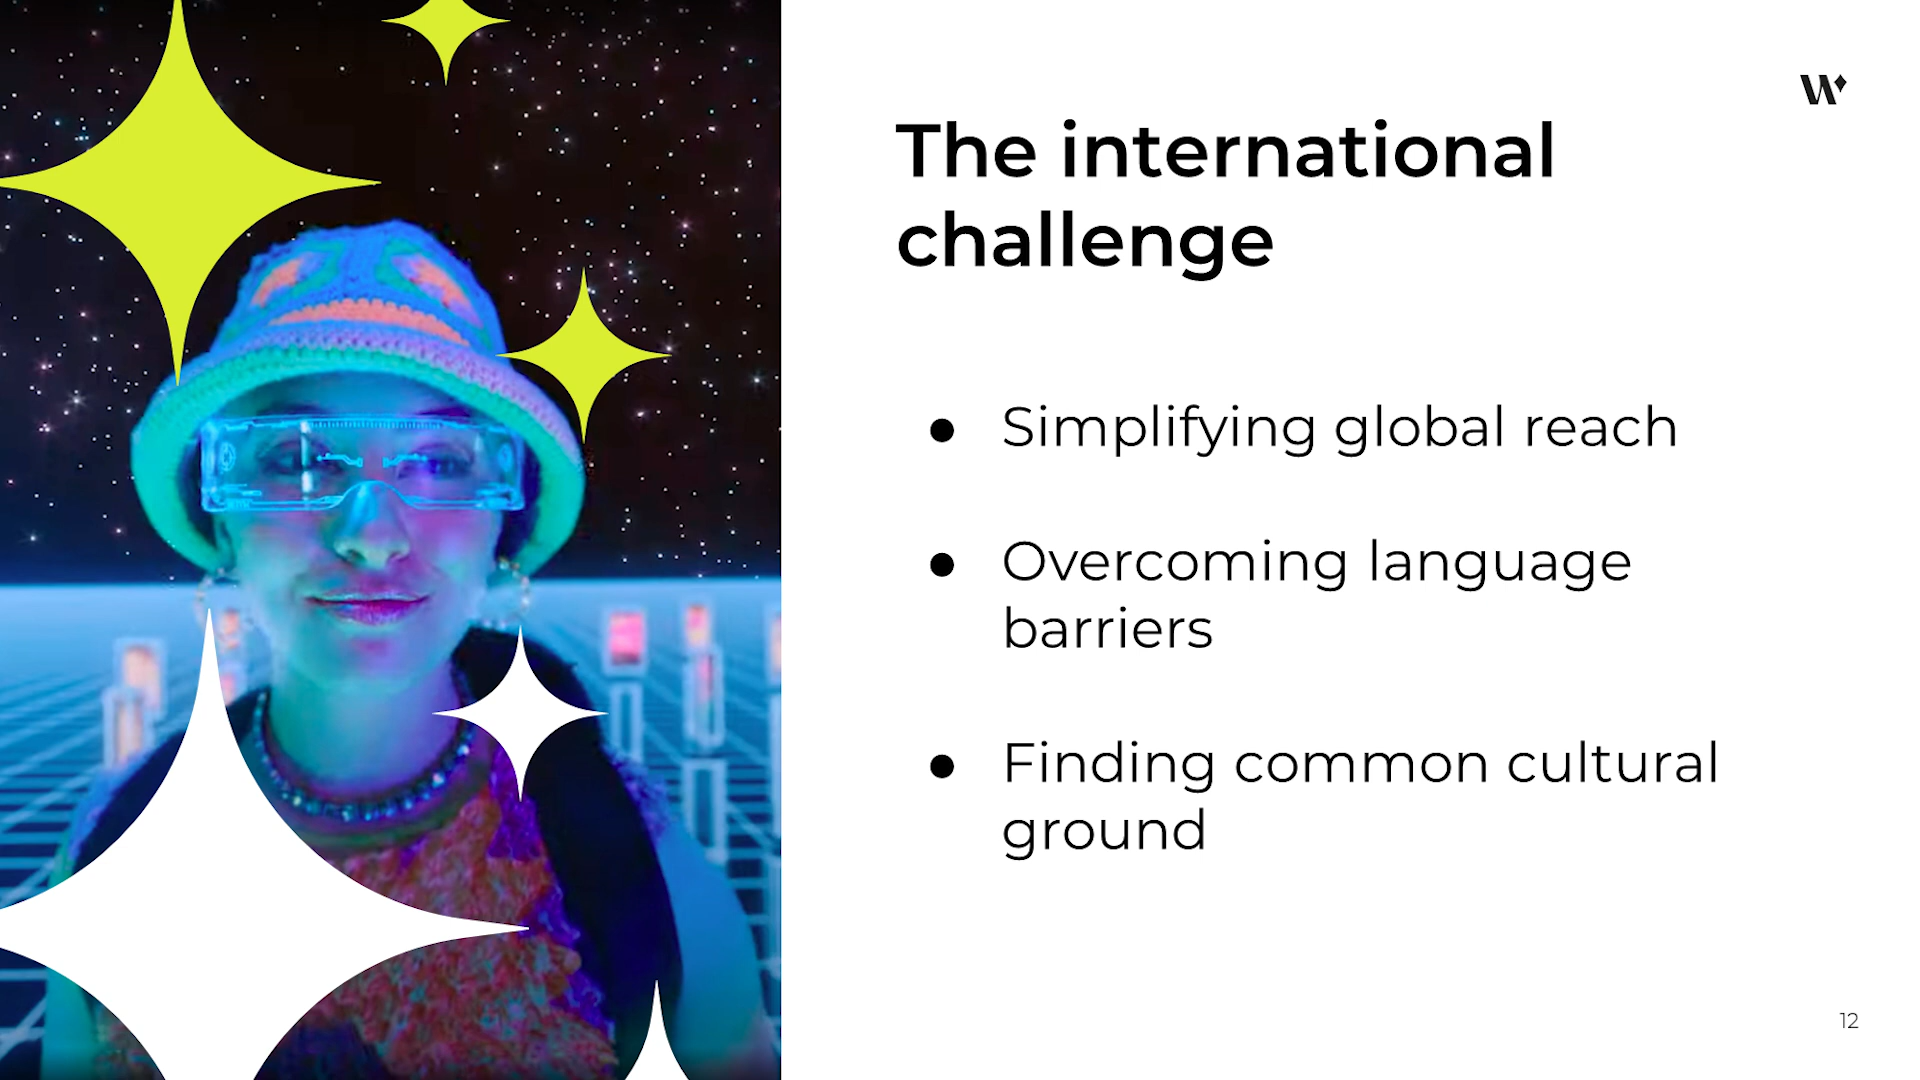 W
The international
challenge
● Simplifying global reach
● Overcoming language
barriers
● Finding common cultural
ground
12